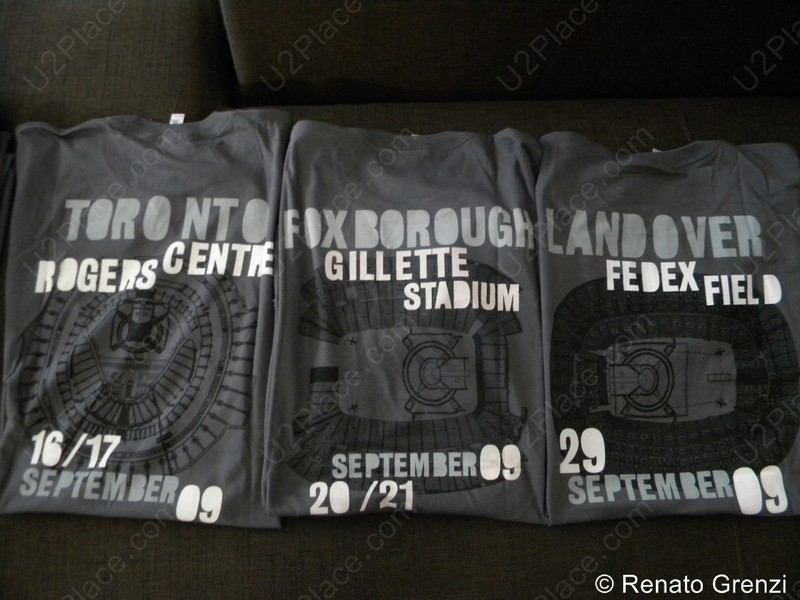 TORONTO
ROGERS CENTRE
16/17
SEPTEMBER 09
FOXBOROUGH
GILLETTE
STADIUM
SEPTEMBER 09
20/21
LANDOVER
FEDEX FIELD
29
SEPTEMBER 09
U2Place.com
© Renato Grenzi